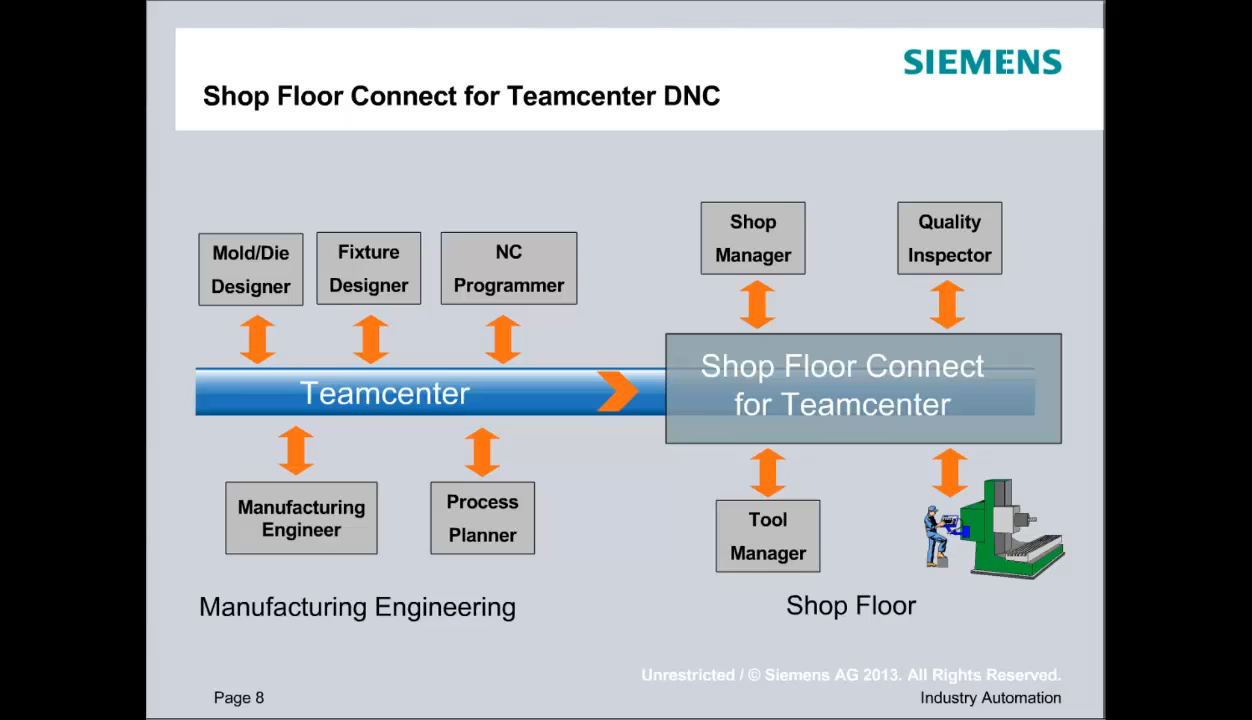 SIEMENS
Shop Floor Connect for Teamcenter DNC
Mold/Die
Designer
Fixture
Designer
NC
Programmer
Shop
Manager
Quality
Inspector
Teamcenter
Shop Floor Connect
for Teamcenter
Manufacturing
Engineer
Process
Planner
Tool
Manager
Manufacturing Engineering
Shop Floor
Unrestricted / © Siemens AG 2013. All Rights Reserved.
Page 8
Industry Automation